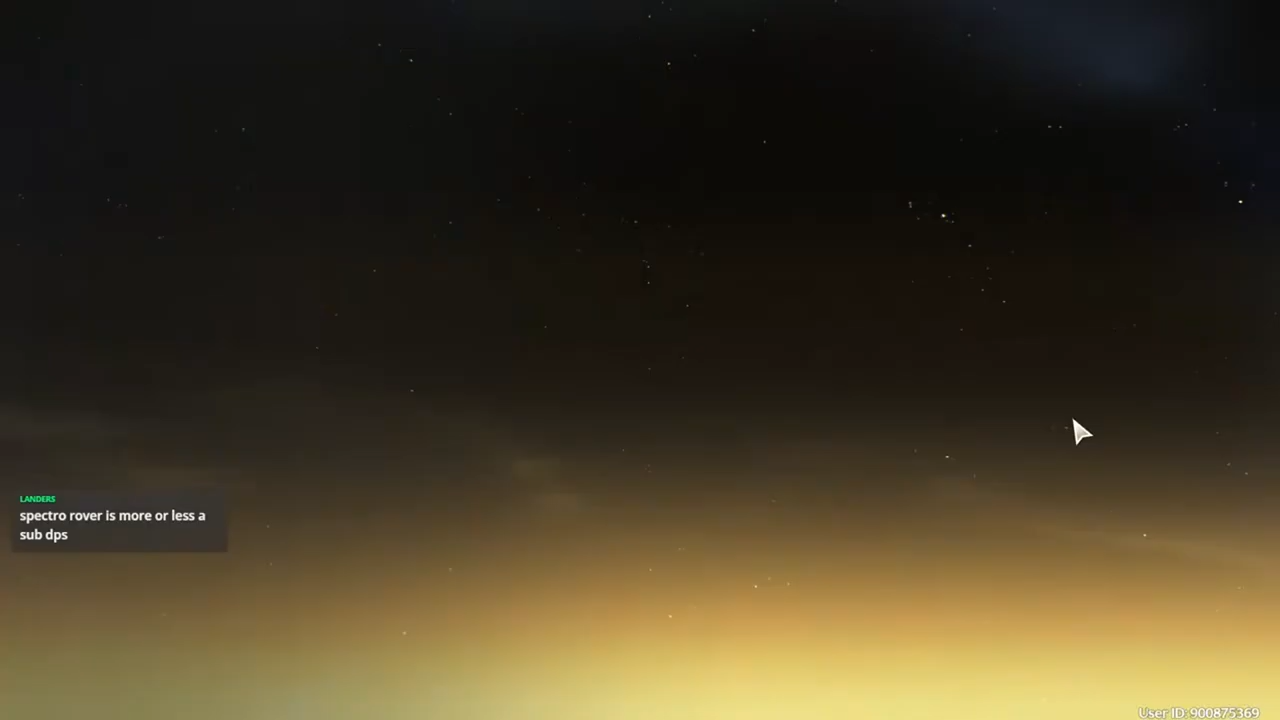 LANDERS
spectro rover is more or less a
sub dps
User ID: 900875369